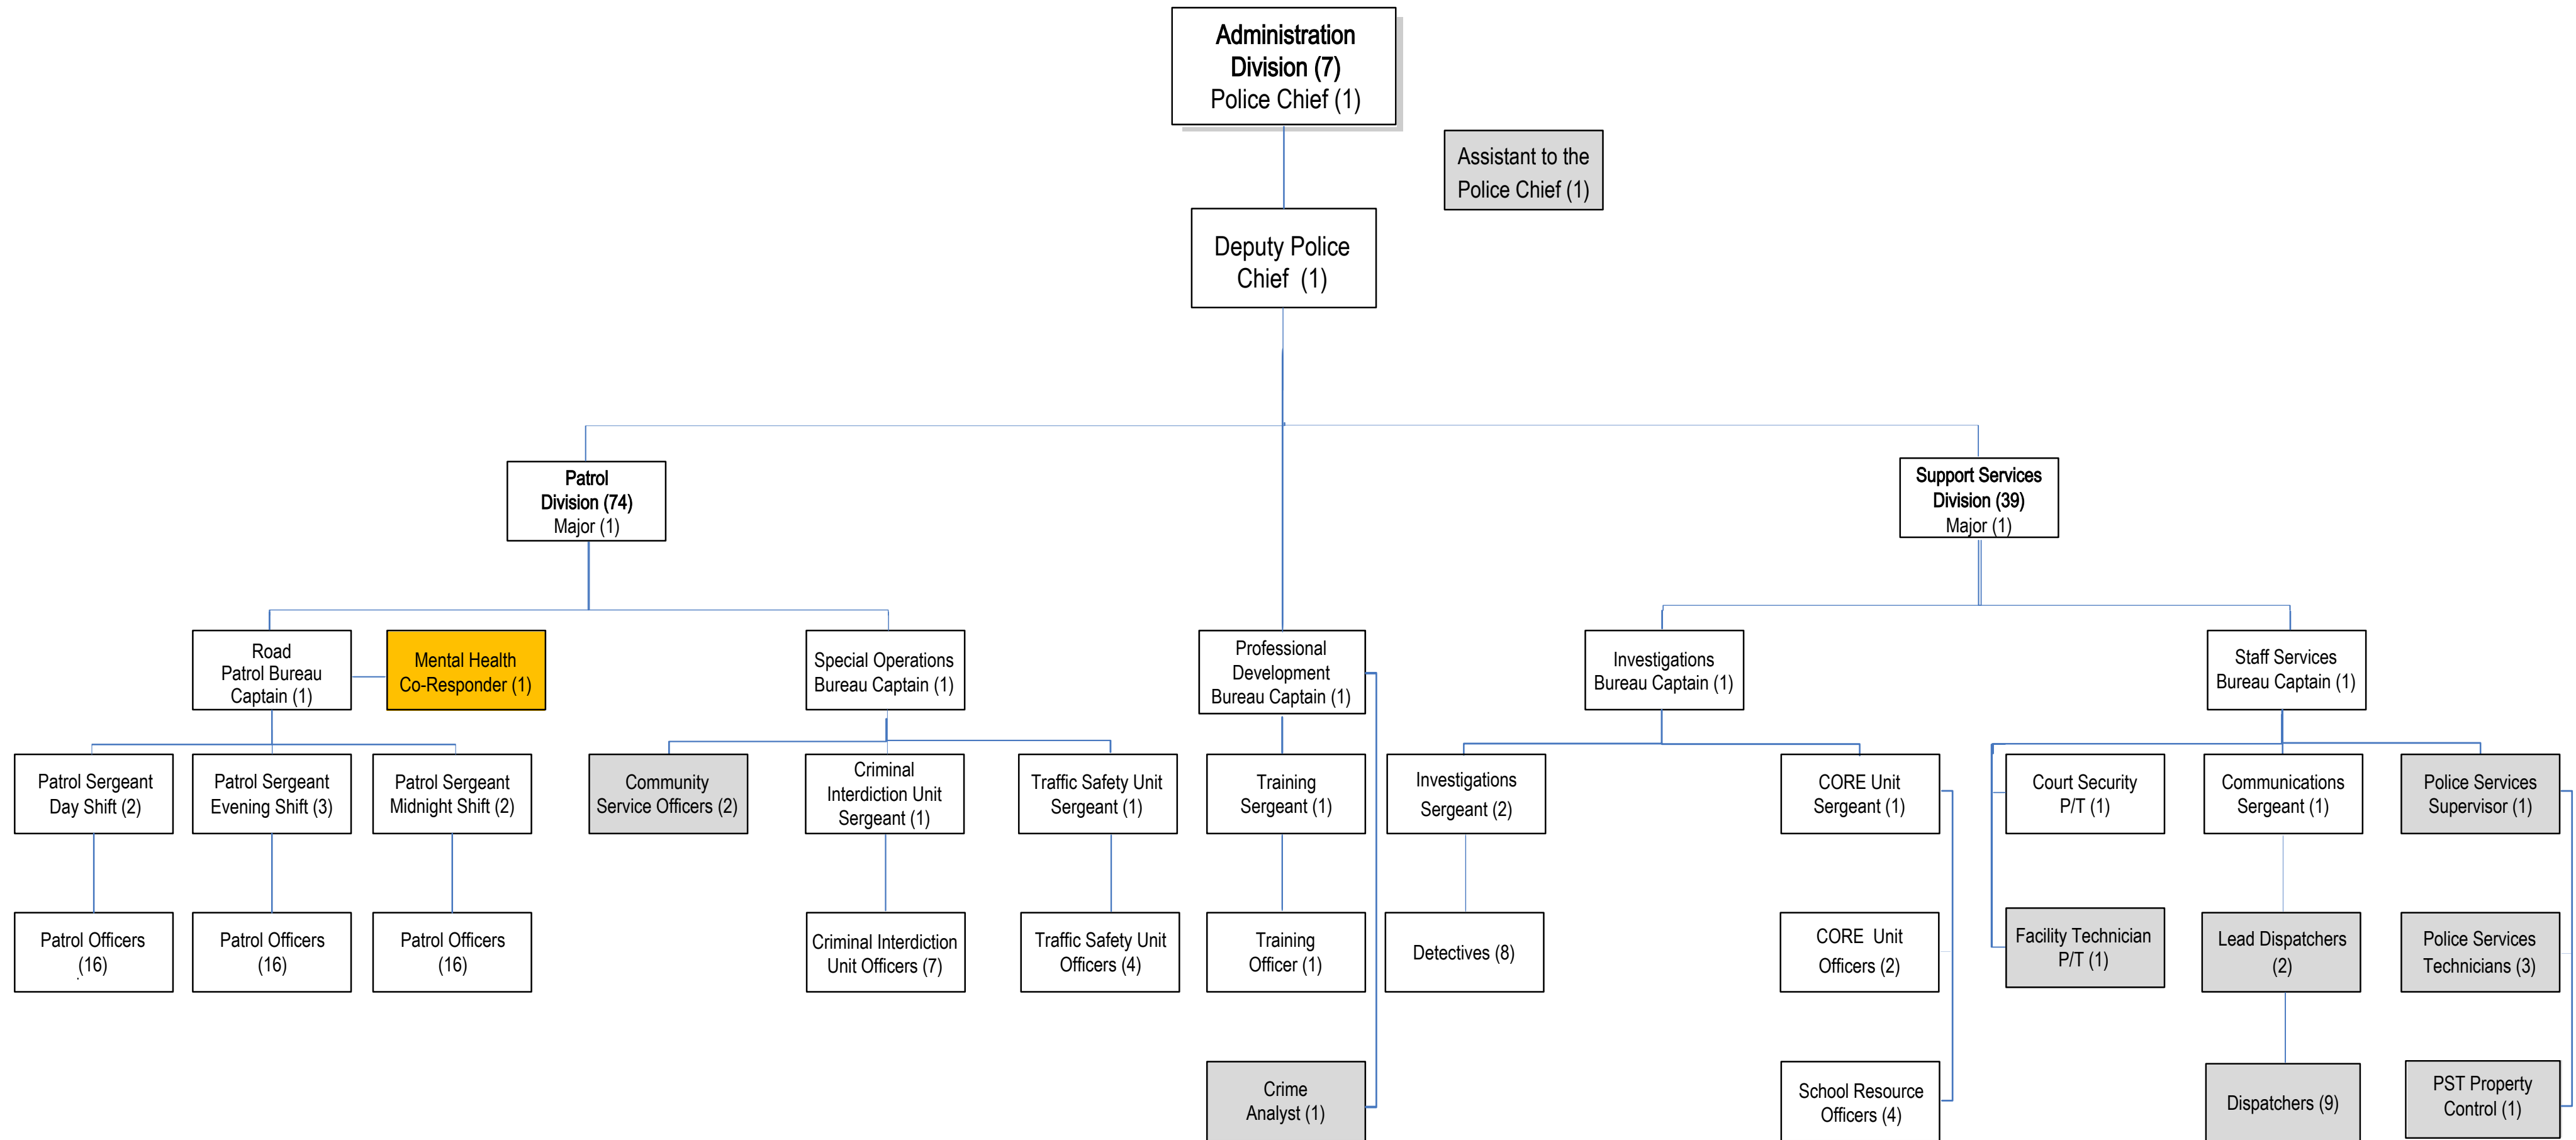 Administration
Division (7)
Police Chief (1)
Assistant to the
Police Chief (1)
Deputy Police
Chief (1)
Patrol
Division (74)
Major (1)
Support Services
Division (39)
Major (1)
Road
Patrol Bureau
Captain (1)
Mental Health
Co-Responder (1)
Special Operations
Bureau Captain (1)
Professional
Development
Bureau Captain (1)
Investigations
Bureau Captain (1)
Staff Services
Bureau Captain (1)
Patrol Sergeant
Day Shift (2)
Patrol Sergeant
Evening Shift (3)
Patrol Sergeant
Midnight Shift (2)
Community
Service Officers (2)
Criminal
Interdiction Unit
Sergeant (1)
Traffic Safety Unit
Sergeant (1)
Training
Sergeant (1)
Investigations
Sergeant (2)
CORE Unit
Sergeant (1)
Court Security
P/T (1)
Communications
Sergeant (1)
Police Services
Supervisor (1)
Patrol Officers
(16)
Patrol Officers
(16)
Patrol Officers
(16)
Criminal Interdiction
Unit Officers (7)
Traffic Safety Unit
Officers (4)
Training
Officer (1)
Detectives (8)
CORE Unit
Officers (2)
Facility Technician
P/T (1)
Lead Dispatchers
(2)
Police Services
Technicians (3)
Crime
Analyst (1)
School Resource
Officers (4)
Dispatchers (9)
PST Property
Control (1)